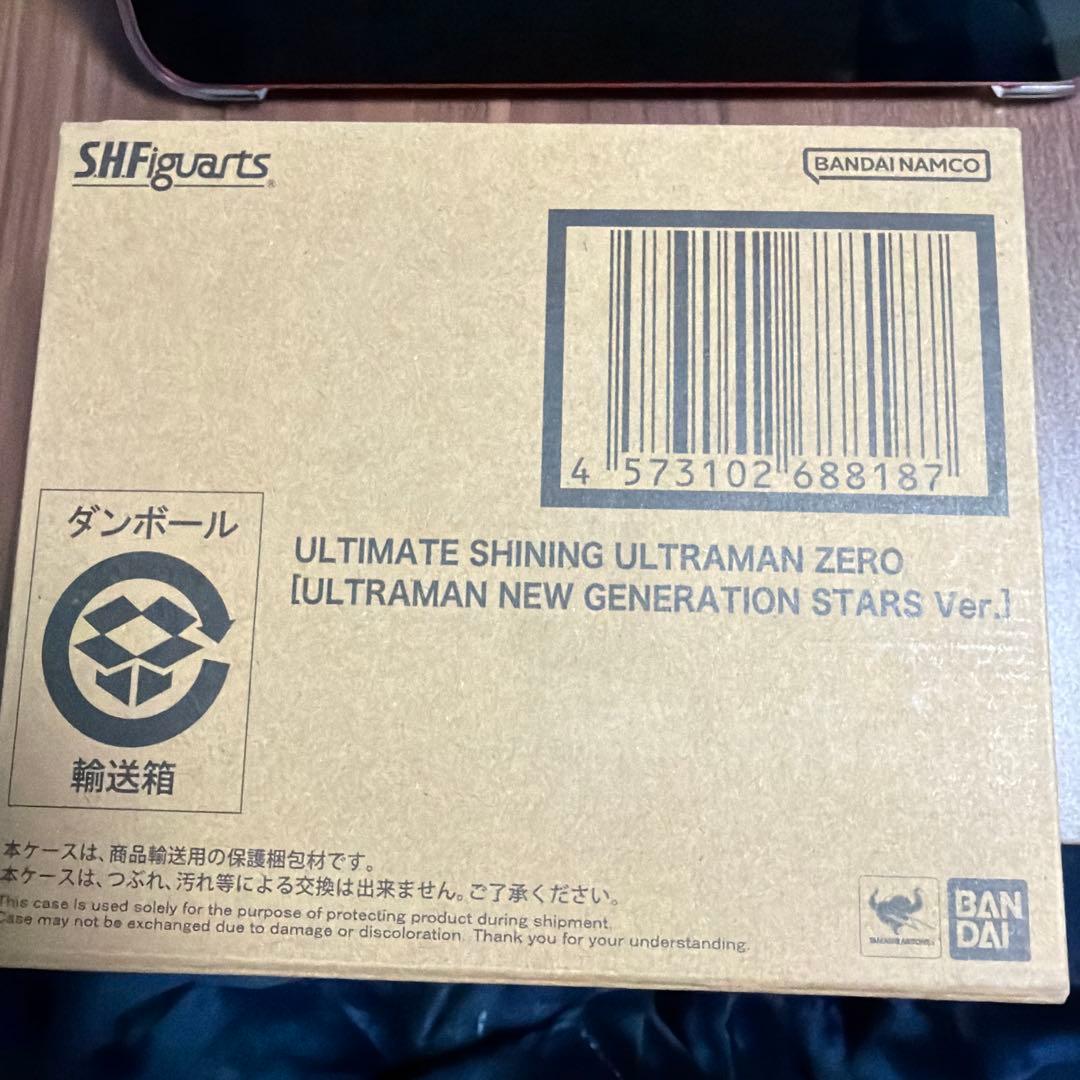 S.H.Figuarts®
BANDAI NAMCO
4 573102 688187
ダンボール
輸送箱
ULTIMATE SHINING ULTRAMAN ZERO
[ULTRAMAN NEW GENERATION STARS Ver.]
本ケースは、商品輸送用の保護梱包材です。
本ケースは、つぶれ、汚れ等による交換は出来ません。ご了承ください。
This case is used solely for the purpose of protecting product during shipment.
Case may not be exchanged due to damage or discoloration. Thank you for your understanding.
TAMASHII NATIONS
BAN
DAI